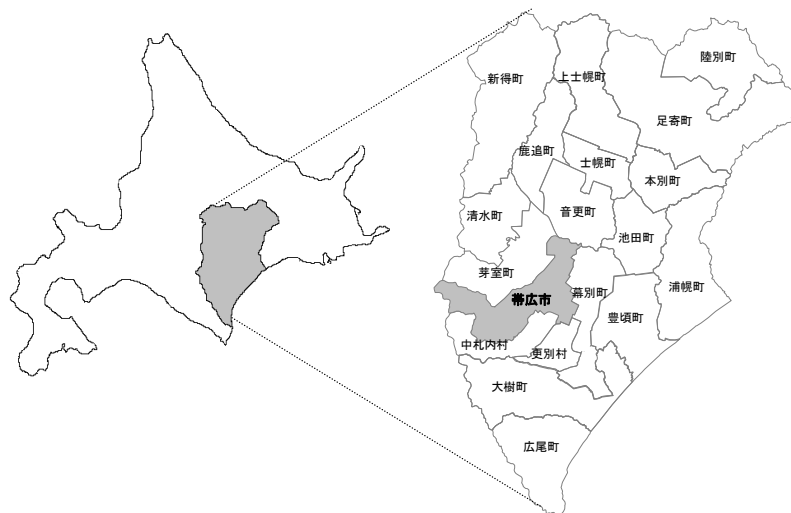 陸別町
新得町
上士幌町
足寄町
鹿追町
士幌町
本別町
清水町
音更町
池田町
芽室町
浦幌町
帯広市
幕別町
豊頃町
中札内村
更別村
大樹町
広尾町